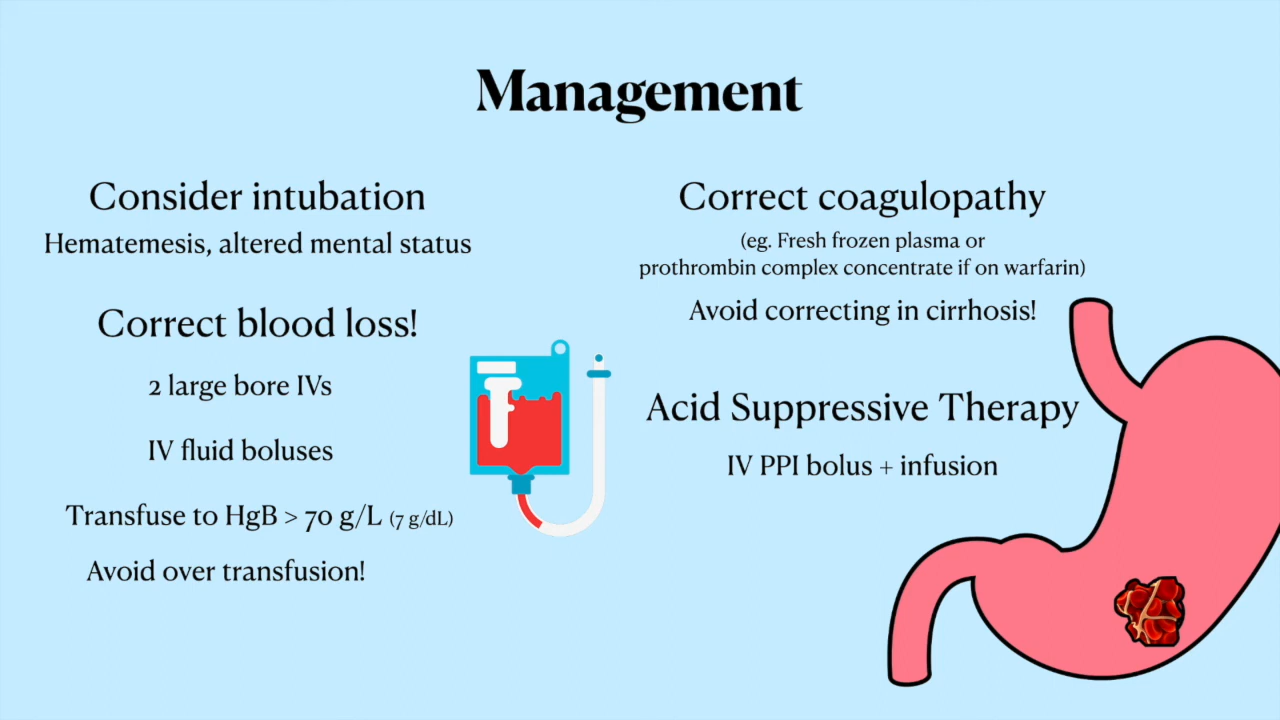 Management
Consider intubation
Hematemesis, altered mental status
Correct blood loss!
2 large bore IVs
IV fluid boluses
Transfuse to HgB > 70 g/L (7 g/dL)
Avoid over transfusion!
Correct coagulopathy
(eg. Fresh frozen plasma or
prothrombin complex concentrate if on warfarin)
Avoid correcting in cirrhosis!
Acid Suppressive Therapy
IV PPI bolus + infusion